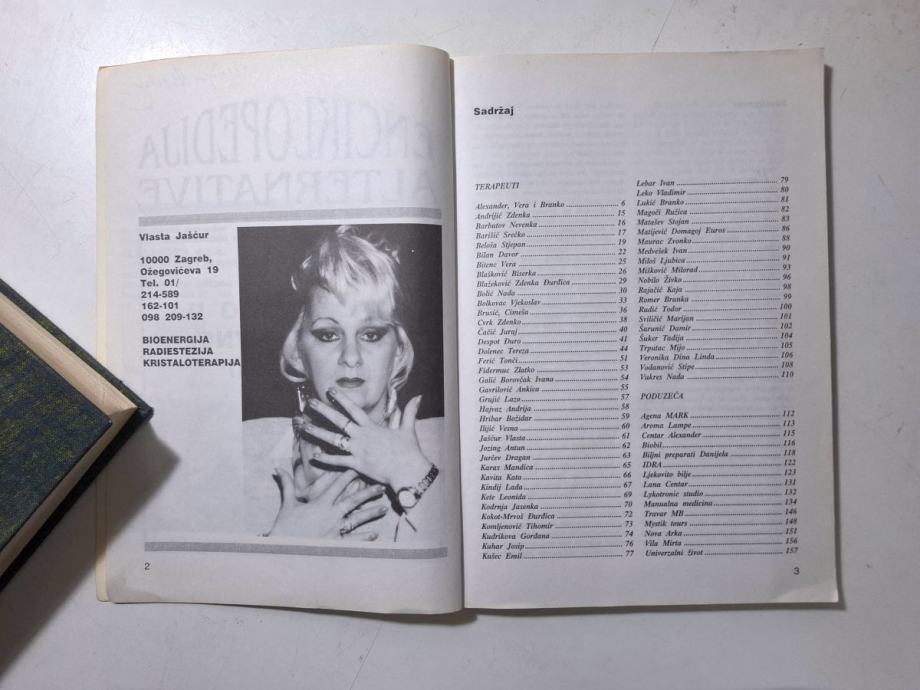 Vlasta Jaščur
10000 Zagreb,
Ožegovićeva 19
Tel. 01/
214-589
162-101
098 209-132
BIOENERGIJA
RADIESTEZIJA
KRISTALOTERAPIJA
2
Sadržaj
TERAPEUTI
Alexander, Vera i Branko 6
Andrijić Zdenka 15
Barbutov Nevenka 16
Barišić Srećko 17
Beloša Stjepan 19
Bilan Davor 22
Bitenc Vera 25
Blašković Biserka 26
Blažeković Zdenka Đurđica 29
Bolić Nada 30
Bolkovac Vjekoslav 33
Brusić, Cimeša 36
Cvrk Zdenko 38
Čačić Juraj 40
Despot Đuro 41
Dolenec Tereza 44
Ferić Tonči 51
Fidermuc Zlatko 53
Galić Borovčak Ivana 54
Gavrilović Ankica 55
Grujić Lazo 57
Hajvaz Andrija 58
Hribar Božidar 59
Ilijić Vesna 60
Jaščur Vlasta 61
Jozing Antun 62
Jurčev Dragan 63
Karas Mandica 65
Kavita Kata 66
Kindij Lada 67
Kete Leonida 69
Kodrnja Jasenka 70
Kokot-Mrvoš Đurđica 72
Komljenović Tihomir 73
Kudrikova Gordana 74
Kuhar Josip 76
Kušec Emil 77
Lebar Ivan 79
Leko Vladimir 80
Lukić Branko 81
Magoči Ružica 82
Matašev Stojan 83
Matijević Domagoj Euros 86
Maurac Zvonko 88
Medvešek Ivan 90
Miloš Ljubica 91
Mišković Milorad 93
Nobilo Živko 96
Rajačić Kaja 98
Romer Branka 99
Rudić Todor 100
Sviličić Marijan 101
Šarunić Damir 102
Šuker Tadija 104
Trputac Mijo 105
Veronika Dina Linda 106
Vođanović Stipe 108
Vukres Nada 110
PODUZEĆA
Agena MARK 112
Aroma Lampe 113
Centar Alexander 115
Biobil 116
Biljni preparati Danijela 118
IDRA 122
Ljekovito bilje 123
Lana Centar 131
Lykotronic studio 132
Manualna medicina 134
Travar MB 146
Mystik tours 148
Nova Arka 151
Vila Mirta 156
Univerzalni život 157
3